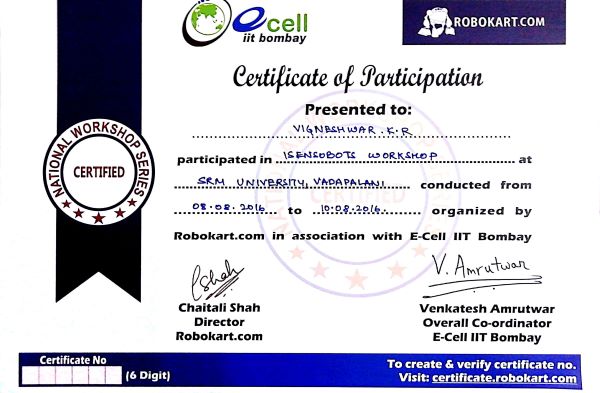 ecell
iit bombay
ROBOKART.COM
Certificate of Participation
Presented to:
VIGNESHWAR .K.R
participated in ISENSOBOTS WORKSHOP at
SRM UNIVERSITY, VADAPALANI conducted from
08.08.2016 to 10.08.2016. organized by
Robokart.com in association with E-Cell IIT Bombay
NATIONAL WORKSHOP SERIES
CERTIFIED
CShah
V. Amrutwar
Chaitali Shah
Director
Robokart.com
Venkatesh Amrutwar
Overall Co-ordinator
E-Cell IIT Bombay
Certificate No
(6 Digit)
To create & verify certificate no.
Visit: certificate.robokart.com